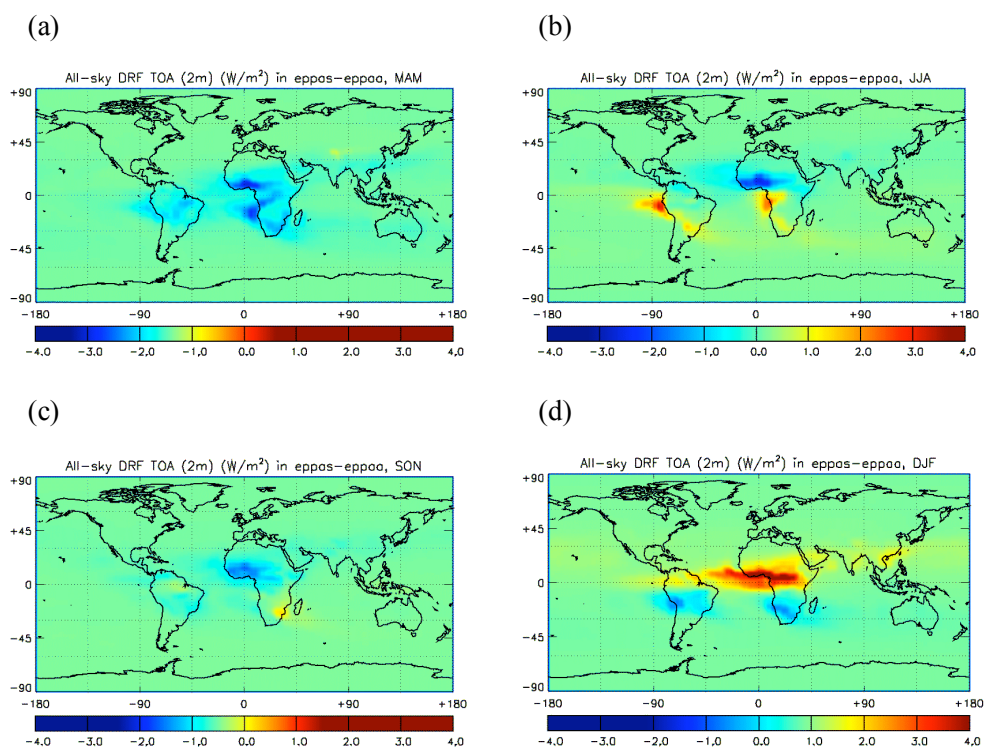 (a)
All-sky DRF TOA (2m) (W/m²) in eppas-eppaa, MAM
+90
+45
0
−45
−90
−180 −90 0 +90 +180
−4.0 −3.0 −2.0 −1.0 0.0 1.0 2.0 3.0 4.0
(b)
All-sky DRF TOA (2m) (W/m²) in eppas-eppaa, JJA
+90
+45
0
−45
−90
−180 −90 0 +90 +180
−4.0 −3.0 −2.0 −1.0 0.0 1.0 2.0 3.0 4.0
(c)
All-sky DRF TOA (2m) (W/m²) in eppas-eppaa, SON
+90
+45
0
−45
−90
−180 −90 0 +90 +180
−4.0 −3.0 −2.0 −1.0 0.0 1.0 2.0 3.0 4.0
(d)
All-sky DRF TOA (2m) (W/m²) in eppas-eppaa, DJF
+90
+45
0
−45
−90
−180 −90 0 +90 +180
−4.0 −3.0 −2.0 −1.0 0.0 1.0 2.0 3.0 4.0